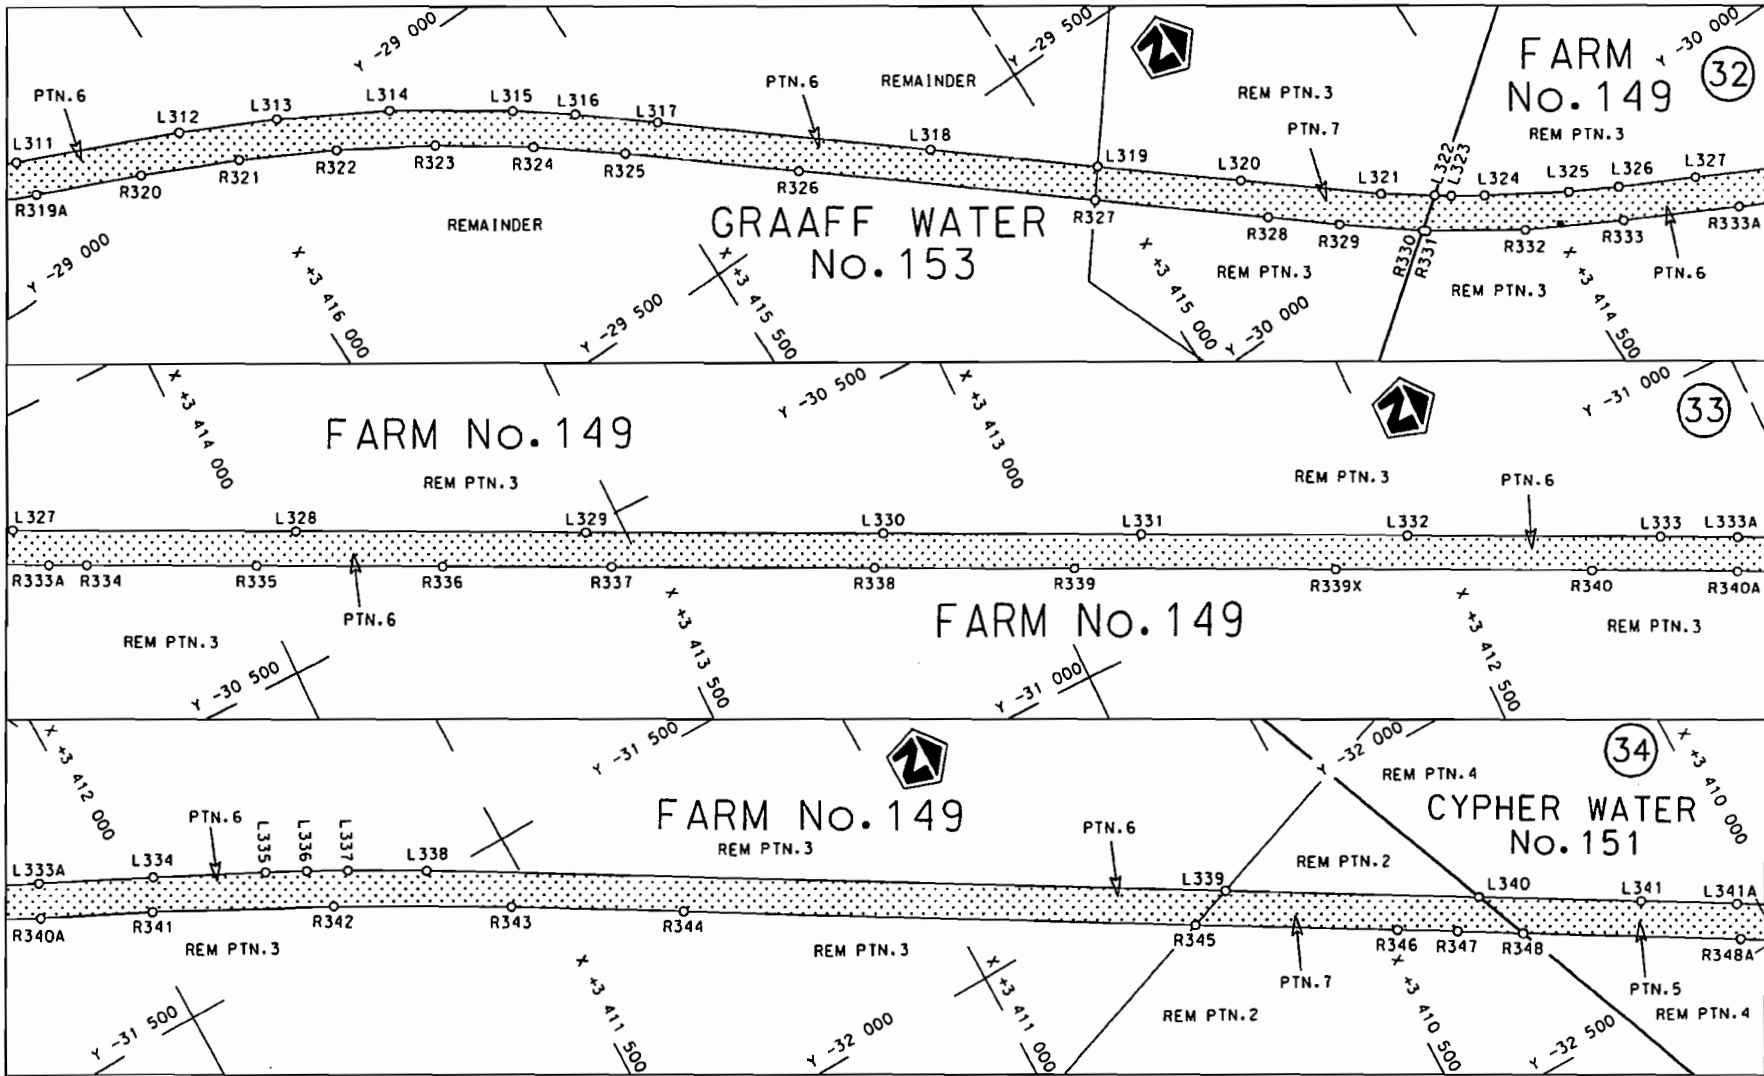 Y -29 000
Y -29 500
Y -30 000
FARM
No. 149
32
PTN.6
L311
L312
L313
L314
L315
L316
L317
PTN.6
REMAINDER
L318
L319
REM PTN.3
PTN.7
L320
L321
L322
L323
L324
REM PTN.3
L325
L326
L327
R319A
R320
R321
R322
R323
R324
R325
R326
R327
R328
R329
R330
R331
R332
R333
R333A
REMAINDER
GRAAFF WATER
No. 153
REM PTN.3
REM PTN.3
PTN.6
Y -29 000
X +3 416 000
Y -29 500
X +3 415 500
X +3 415 000
Y -30 000
X +3 414 500
X +3 414 000
Y -30 500
X +3 413 000
Y -31 000
33
FARM No. 149
REM PTN.3
REM PTN.3
PTN.6
L327
L328
L329
L330
L331
L332
L333
L333A
R333A
R334
R335
R336
R337
R338
R339
R339X
R340
R340A
PTN.6
REM PTN.3
FARM No. 149
REM PTN.3
Y -30 500
X +3 413 500
Y -31 000
X +3 412 500
X +3 412 000
Y -31 500
Y -32 000
34
X +3 410 000
REM PTN.4
CYPHER WATER
No. 151
FARM No. 149
REM PTN.3
PTN.6
PTN.6
REM PTN.2
L333A
L334
L335
L336
L337
L338
L339
L340
L341
L341A
R340A
R341
R342
R343
R344
R345
R346
R347
R348
R348A
REM PTN.3
REM PTN.3
PTN.7
PTN.5
REM PTN.2
REM PTN.4
Y -31 500
X +3 411 500
Y -32 000
X +3 411 000
X +3 410 500
Y -32 500